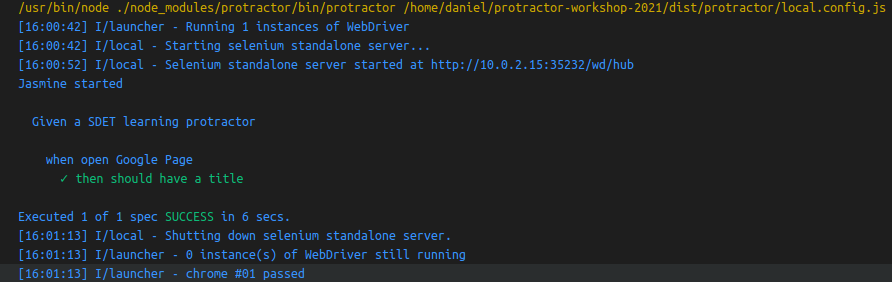 /usr/bin/node ./node_modules/protractor/bin/protractor /home/daniel/protractor-workshop-2021/dist/protractor/local.config.js
[16:00:42] I/launcher - Running 1 instances of WebDriver
[16:00:42] I/local - Starting selenium standalone server...
[16:00:52] I/local - Selenium standalone server started at http://10.0.2.15:35232/wd/hub
Jasmine started
Given a SDET learning protractor
when open Google Page
✓ then should have a title
Executed 1 of 1 spec SUCCESS in 6 secs.
[16:01:13] I/local - Shutting down selenium standalone server.
[16:01:13] I/launcher - 0 instance(s) of WebDriver still running
[16:01:13] I/launcher - chrome #01 passed